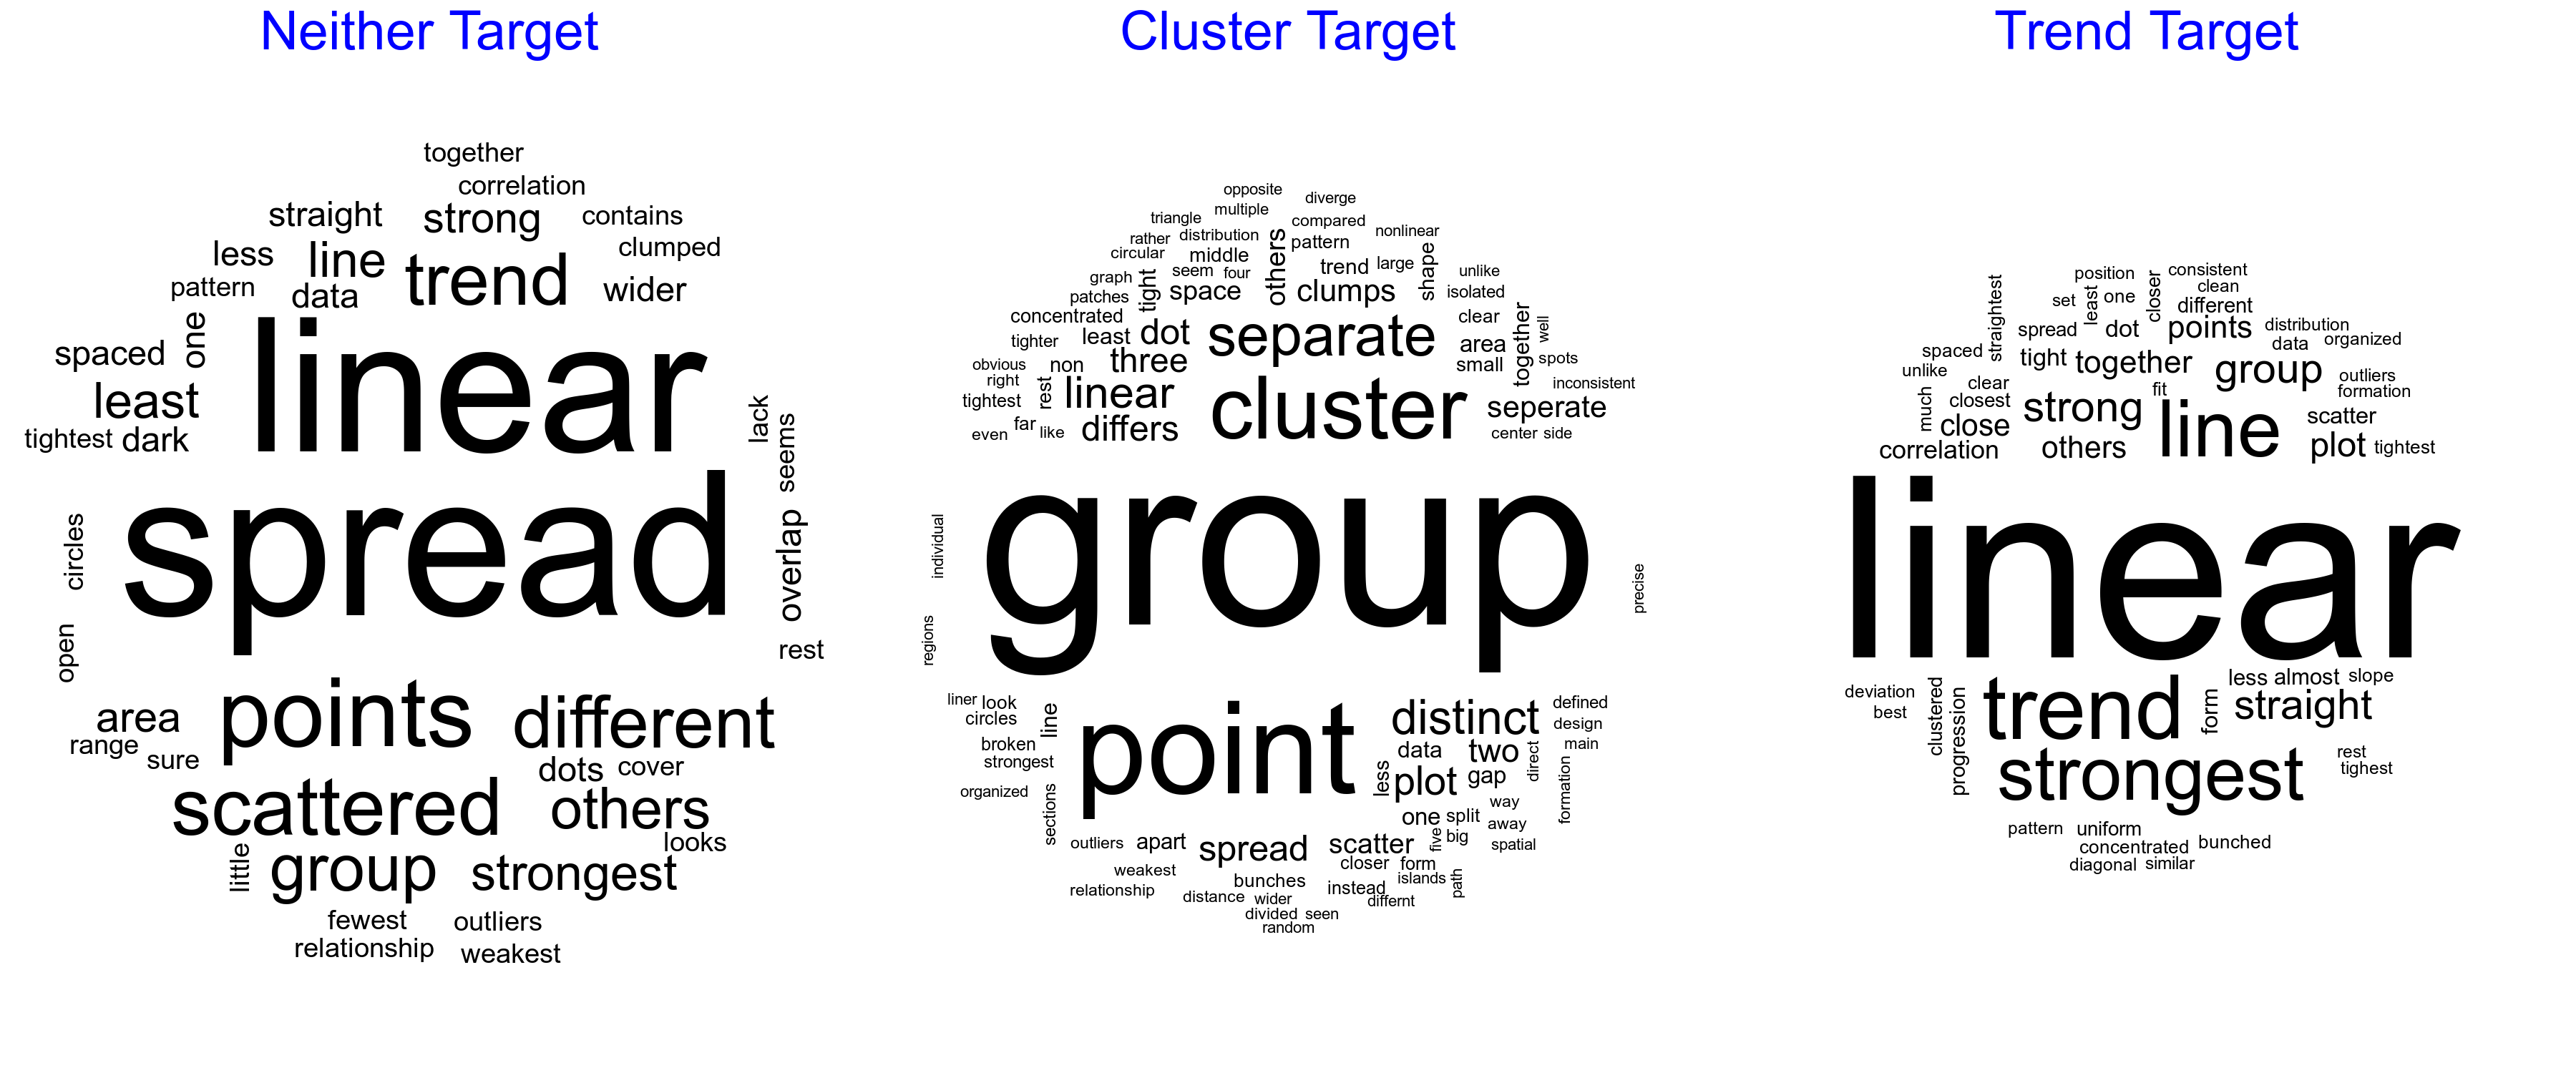 Neither Target
together
correlation
straight strong contains
less line clumped
pattern data trend wider
one
linear
spaced
least
tightest dark
lack
seems
spread
circles
overlap
open
rest
area points different
range
sure
dots cover
scattered others
looks
little group strongest
fewest outliers
relationship weakest
Cluster Target
opposite diverge
triangle multiple compared
rather distribution others pattern nonlinear
circular middle shape
graph seem four trend large unlike
patches tight space clumps isolated
concentrated least dot separate clear together well
tighter three area
obvious non small spots
right rest linear cluster inconsistent
tightest seperate
even far like differs center side
individual
group
precise
regions
liner look line point distinct defined
circles data two design
broken gap direct main
strongest less plot
organized sections way formation
one split away
outliers apart spread scatter five big spatial
weakest closer form
relationship bunches instead islands path
distance wider differnt
divided seen
random
Trend Target
position closer consistent
straightest set least one clean
different
spread dot points distribution
spaced tight together data organized
unlike group outliers
clear fit formation
much closest strong line scatter
close others plot tightest
correlation
linear
less almost slope
deviation clustered trend form straight
best progression
strongest rest
tighest
pattern uniform
concentrated bunched
diagonal similar